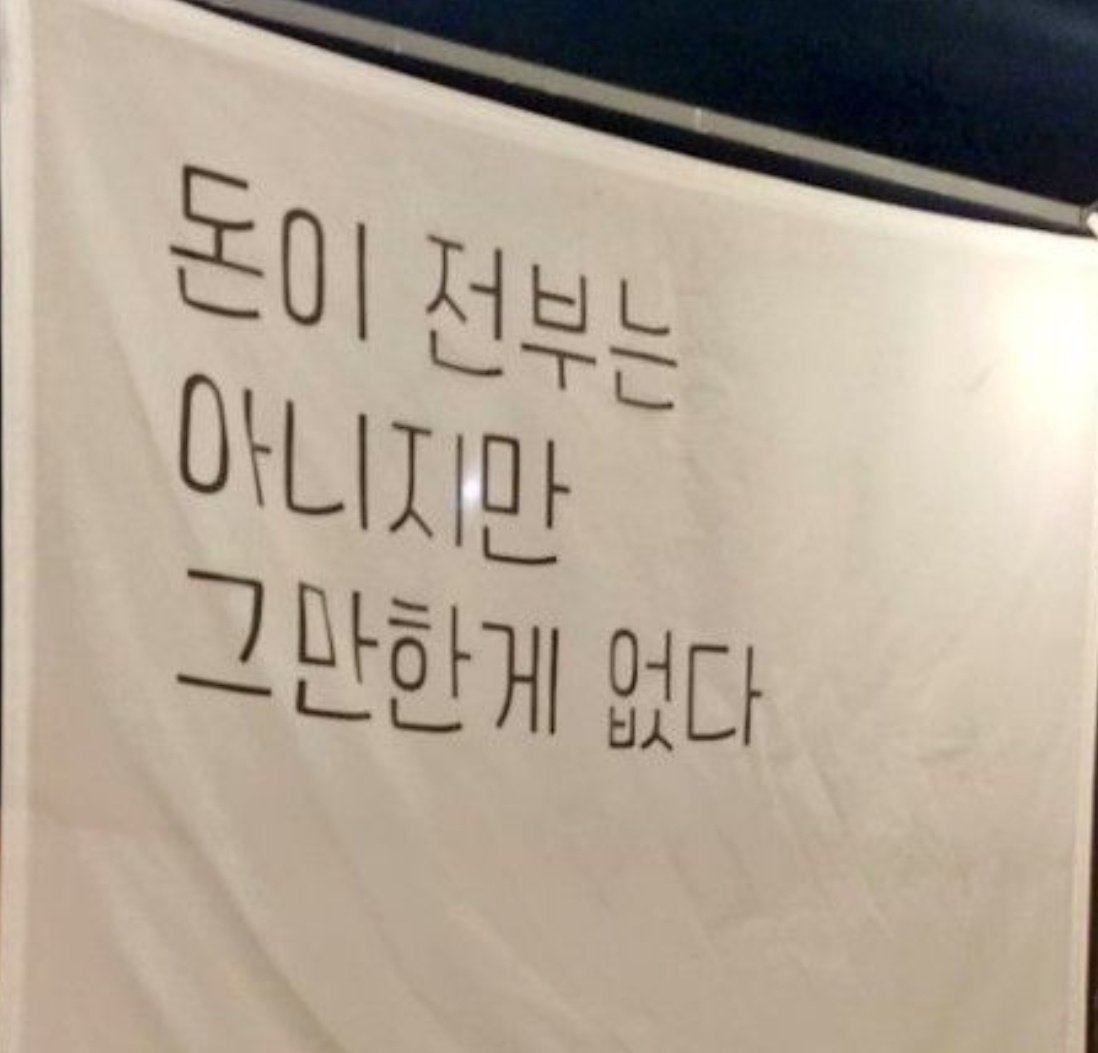 돈이 전부는
아니지만
그만한게 없다